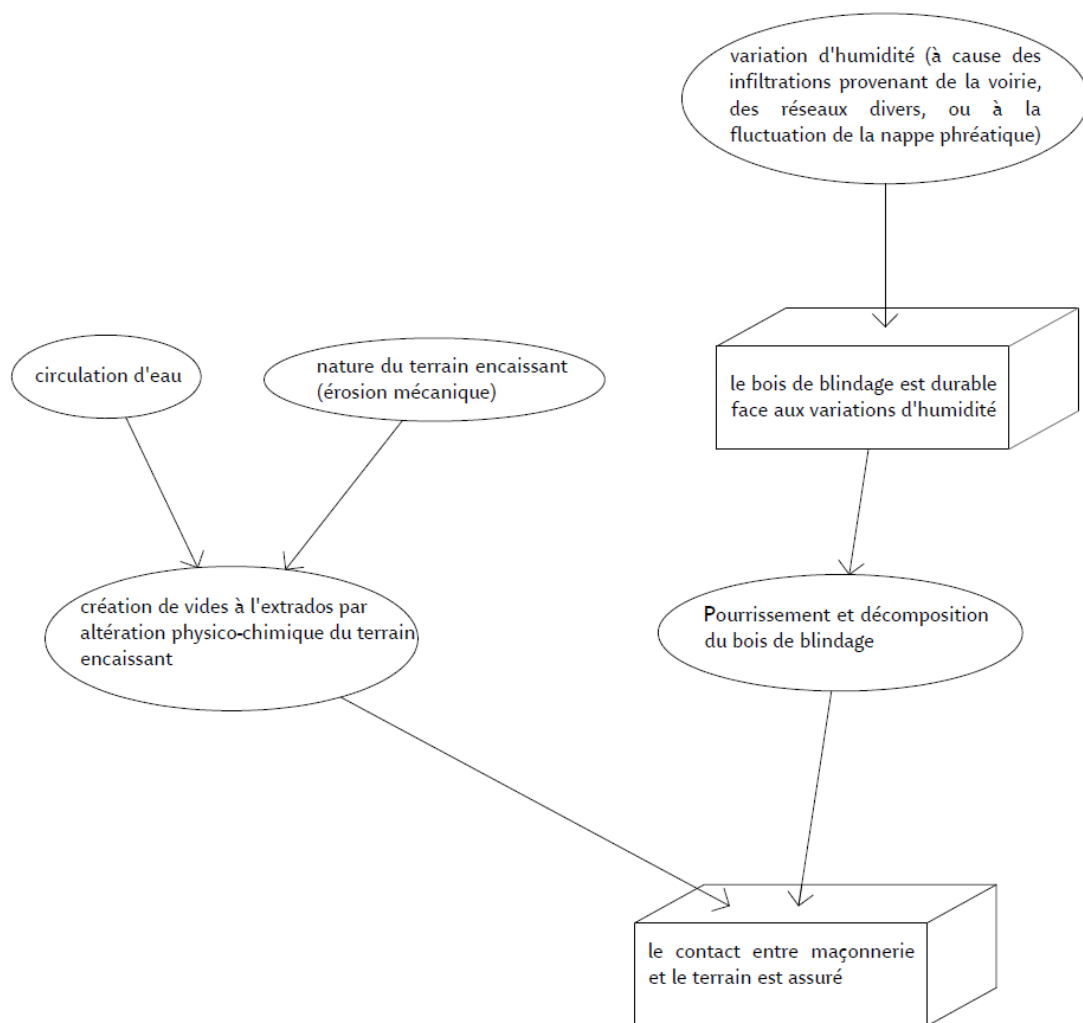 variation d'humidité (à cause des
infiltrations provenant de la voirie,
des réseaux divers, ou à la
fluctuation de la nappe phréatique)
circulation d'eau
nature du terrain encaissant
(érosion mécanique)
le bois de blindage est durable
face aux variations d'humidité
création de vides à l'extrados par
altération physico-chimique du terrain
encaissant
Pourrissement et décomposition
du bois de blindage
le contact entre maçonnerie
et le terrain est assuré